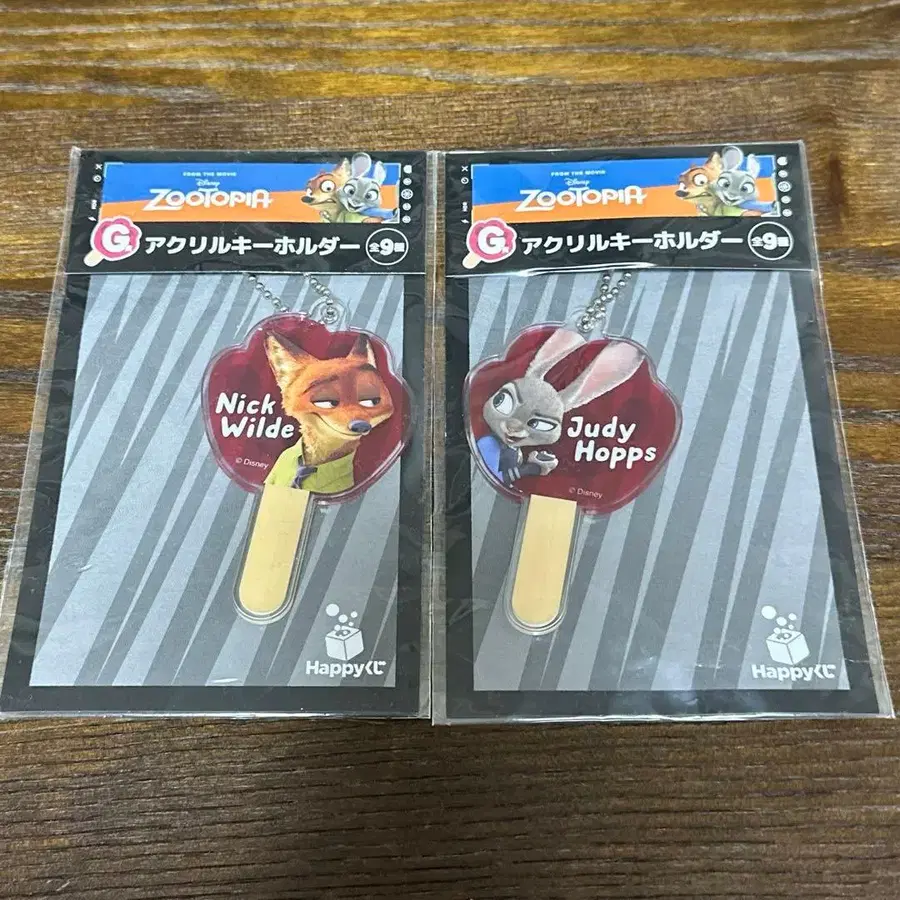 FROM THE MOVIE
Disney
ZOOTOPIA
G賞
アクリルキーホルダー 全9種
Nick
Wilde
© Disney
Happyくじ
FROM THE MOVIE
Disney
ZOOTOPIA
G賞
アクリルキーホルダー 全9種
Judy
Hopps
© Disney
Happyくじ